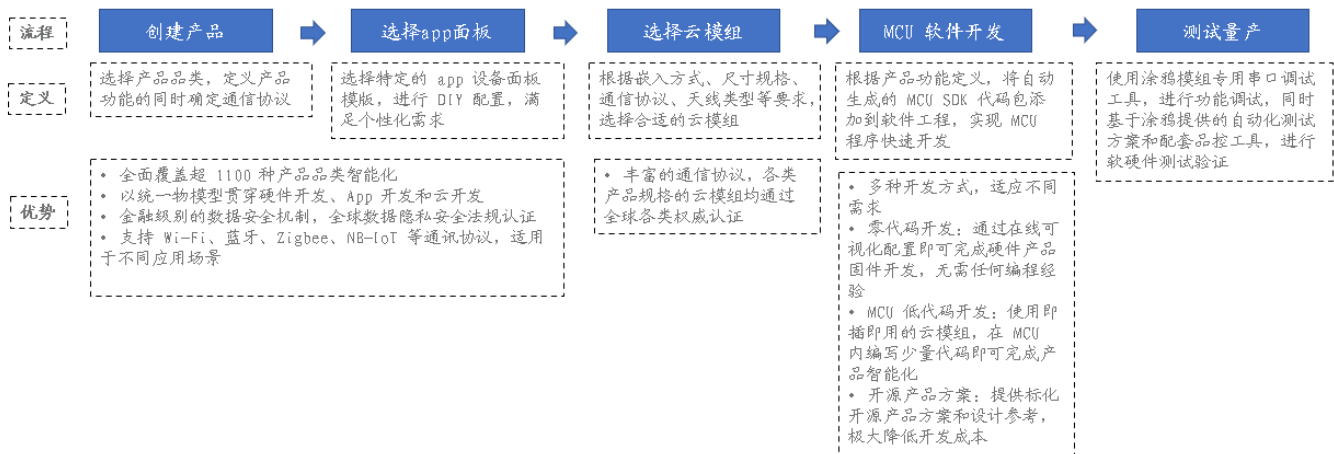 流程
创建产品
选择app面板
选择云模组
MCU 软件开发
测试量产
定义
选择产品品类，定义产品
功能的同时确定通信协议
选择特定的 app 设备面板
模版，进行 DIY 配置，满
足个性化需求
根据嵌入方式、尺寸规格、
通信协议、天线类型等要求，
选择合适的云模组
根据产品功能定义，将自动
生成的 MCU SDK 代码包添
加到软件工程，实现 MCU
程序快速开发
使用涂鸦模组专用串口调试
工具，进行功能调试，同时
基于涂鸦提供的自动化测试
方案和配套品控工具，进行
软硬件测试验证
优势
• 全面覆盖超 1100 种产品品类智能化
• 以统一物模型贯穿硬件开发、App 开发和云开发
• 金融级别的数据安全机制，全球数据隐私安全法规认证
• 支持 Wi-Fi、蓝牙、Zigbee、NB-IoT 等通讯协议，适用
于不同应用场景
• 丰富的通信协议，各类
产品规格的云模组均通过
全球各类权威认证
• 多种开发方式，适应不同
需求
• 零代码开发：通过在线可
视化配置即可完成硬件产品
固件开发，无需任何编程经
验
• MCU 低代码开发：使用即
插即用的云模组，在 MCU
内编写少量代码即可完成产
品智能化
• 开源产品方案：提供标化
开源产品方案和设计参考，
极大降低开发成本